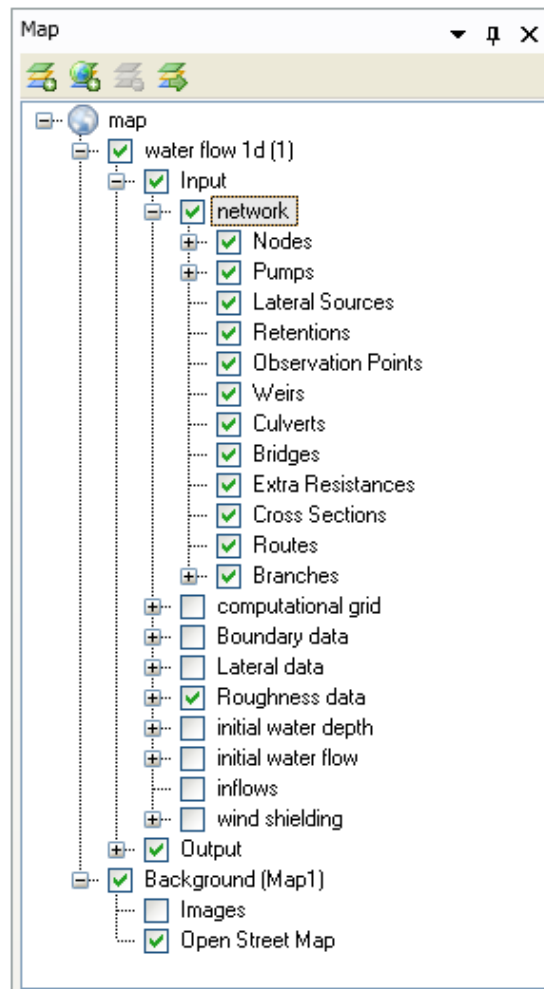 Map
map
water flow 1d (1)
Input
network
Nodes
Pumps
Lateral Sources
Retentions
Observation Points
Weirs
Culverts
Bridges
Extra Resistances
Cross Sections
Routes
Branches
computational grid
Boundary data
Lateral data
Roughness data
initial water depth
initial water flow
inflows
wind shielding
Output
Background (Map1)
Images
Open Street Map